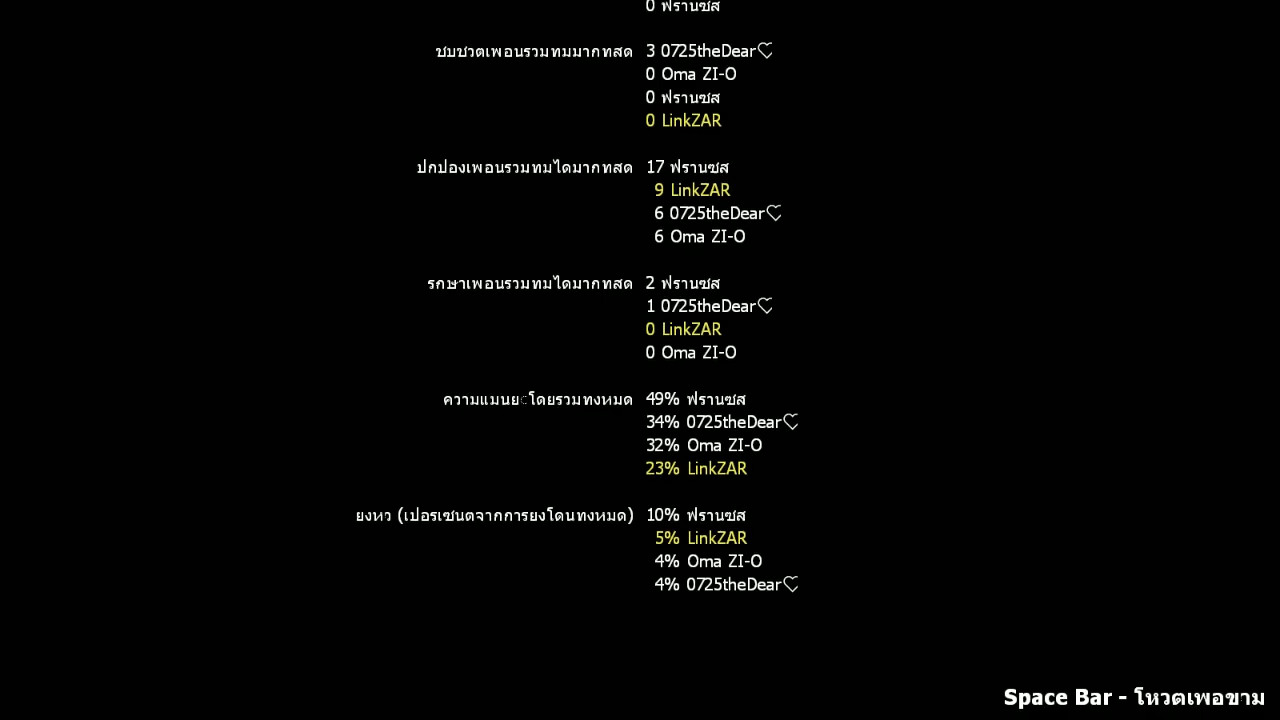 0 ฟรานซส
ชบชวตเพอนรวมทมมากทสด 3 0725theDear♡
0 Oma ZI-O
0 ฟรานซส
0 LinkZAR
ปกปองเพอนรวมทมไดมากทสด 17 ฟรานซส
9 LinkZAR
6 0725theDear♡
6 Oma ZI-O
รกษาเพอนรวมทมไดมากทสด 2 ฟรานซส
1 0725theDear♡
0 LinkZAR
0 Oma ZI-O
ความแมนยำโดยรวมทงหมด 49% ฟรานซส
34% 0725theDear♡
32% Oma ZI-O
23% LinkZAR
ยงหว (เปอรเซนตจากการยงโดนทงหมด) 10% ฟรานซส
5% LinkZAR
4% Oma ZI-O
4% 0725theDear♡
Space Bar - โหวตเพอขาม